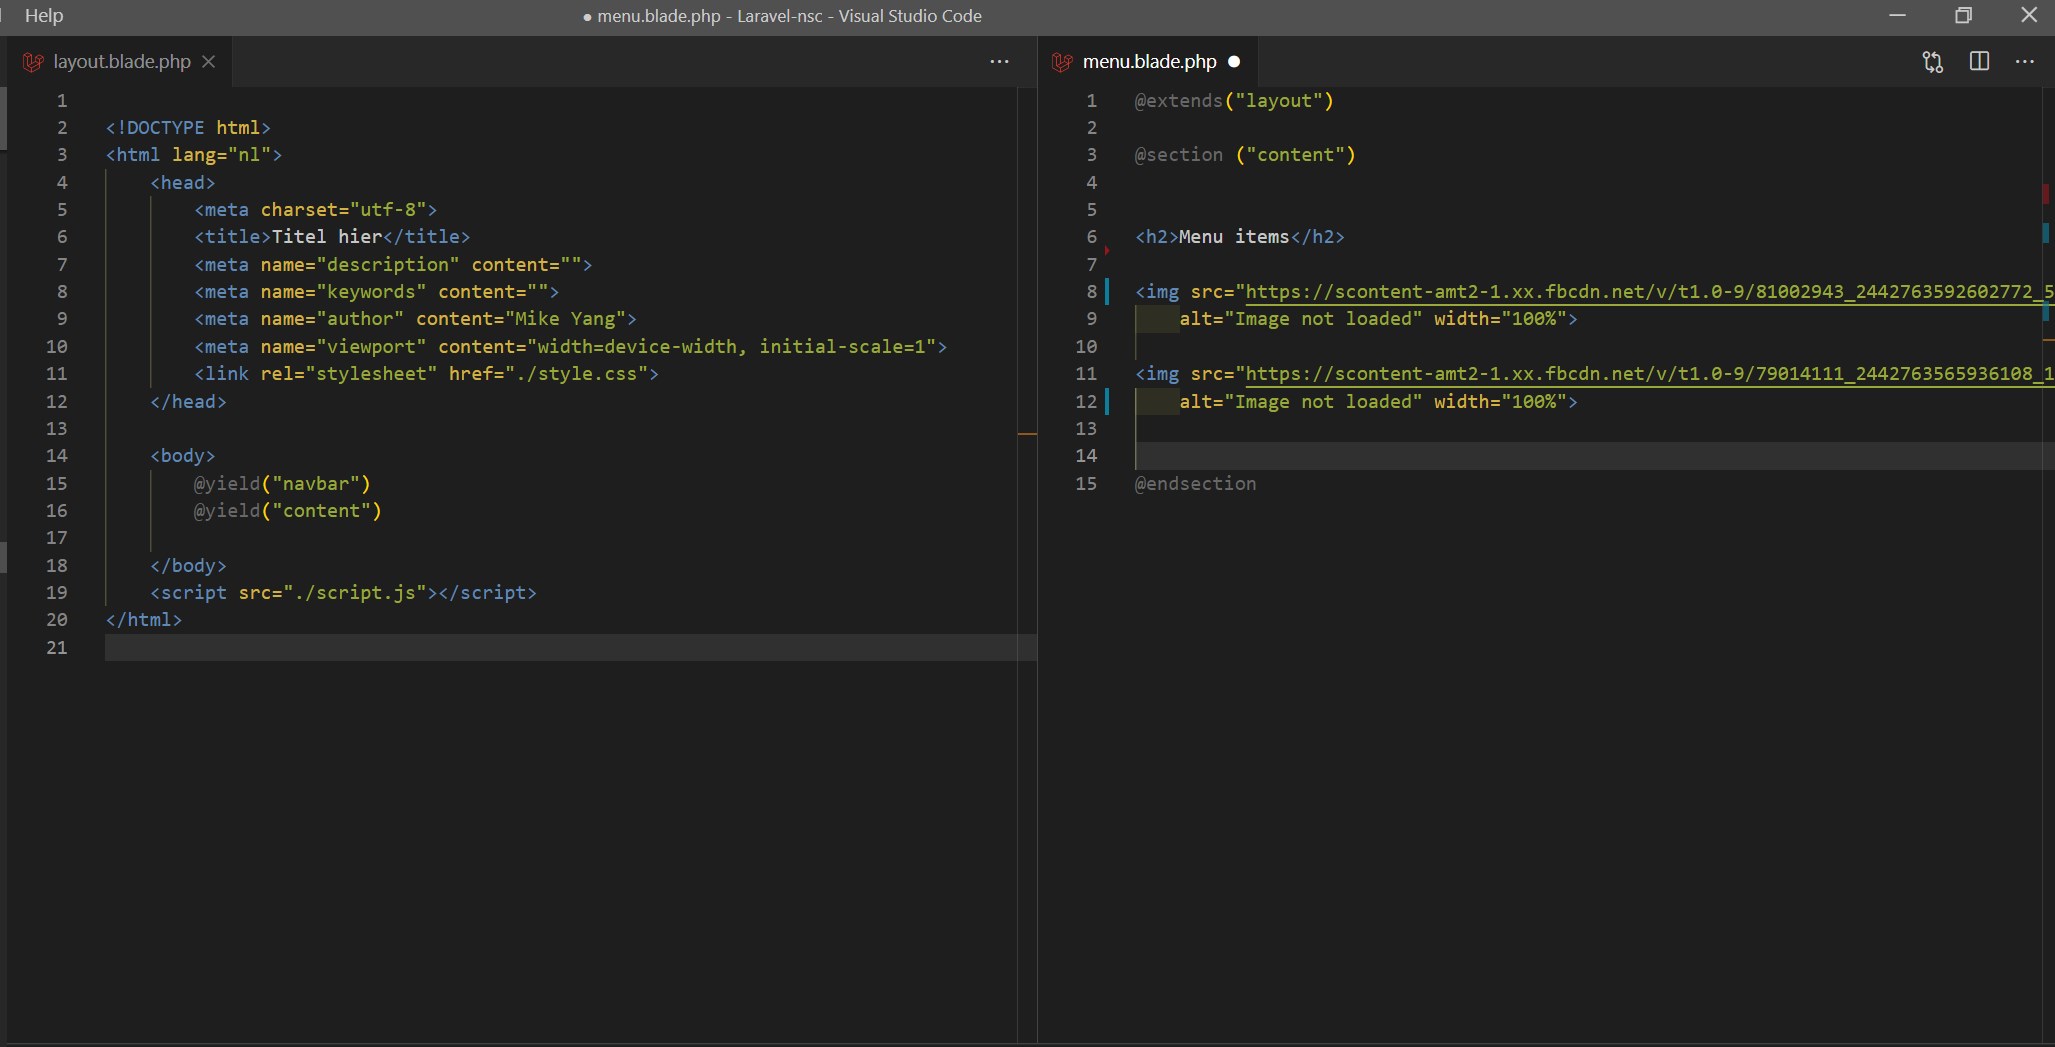 Help
● menu.blade.php - Laravel-nsc - Visual Studio Code
layout.blade.php
1
2 <!DOCTYPE html>
3 <html lang="nl">
4 <head>
5 <meta charset="utf-8">
6 <title>Titel hier</title>
7 <meta name="description" content="">
8 <meta name="keywords" content="">
9 <meta name="author" content="Mike Yang">
10 <meta name="viewport" content="width=device-width, initial-scale=1">
11 <link rel="stylesheet" href="./style.css">
12 </head>
13
14 <body>
15 @yield("navbar")
16 @yield("content")
17
18 </body>
19 <script src="./script.js"></script>
20 </html>
21
menu.blade.php ●
1 @extends("layout")
2
3 @section ("content")
4
5
6 <h2>Menu items</h2>
7
8 <img src="https://scontent-amt2-1.xx.fbcdn.net/v/t1.0-9/81002943_2442763592602772_5
9 alt="Image not loaded" width="100%">
10
11 <img src="https://scontent-amt2-1.xx.fbcdn.net/v/t1.0-9/79014111_2442763565936108_1
12 alt="Image not loaded" width="100%">
13
14
15 @endsection